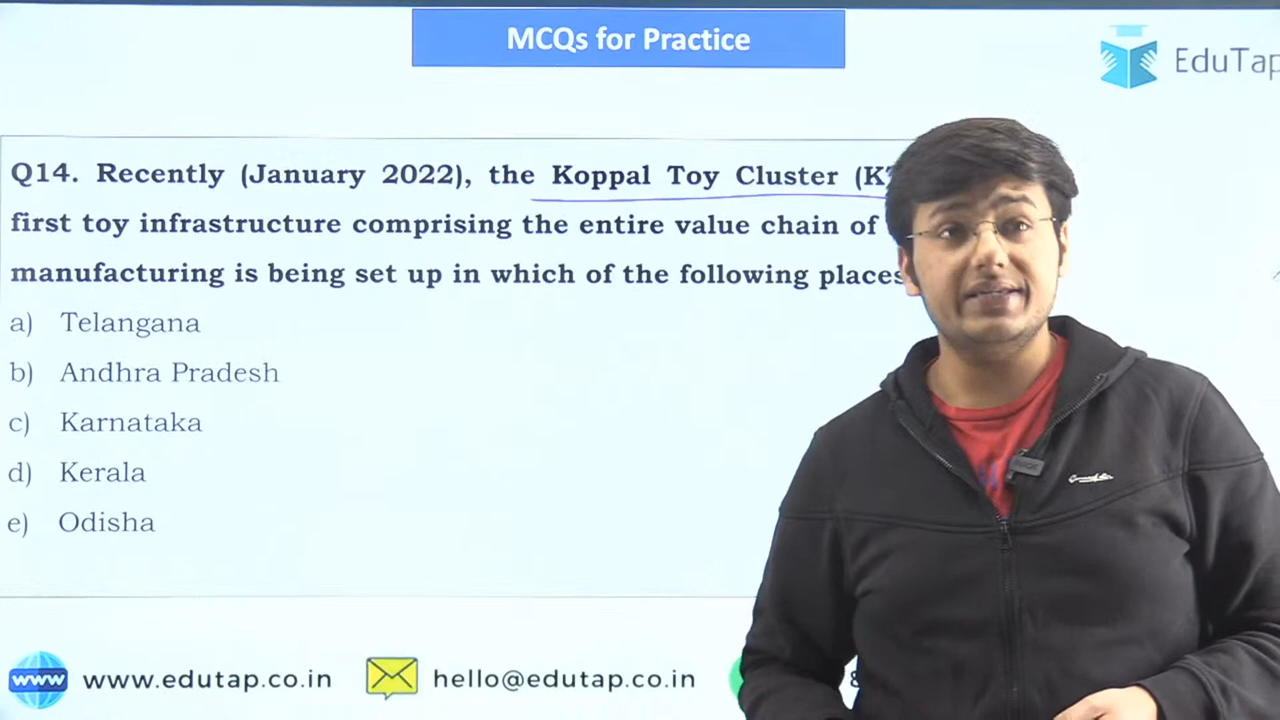 MCQs for Practice
EduTap
Q14. Recently (January 2022), the Koppal Toy Cluster
first toy infrastructure comprising the entire value chain of
manufacturing is being set up in which of the following places
a) Telangana
b) Andhra Pradesh
c) Karnataka
d) Kerala
e) Odisha
www
www.edutap.co.in
hello@edutap.co.in